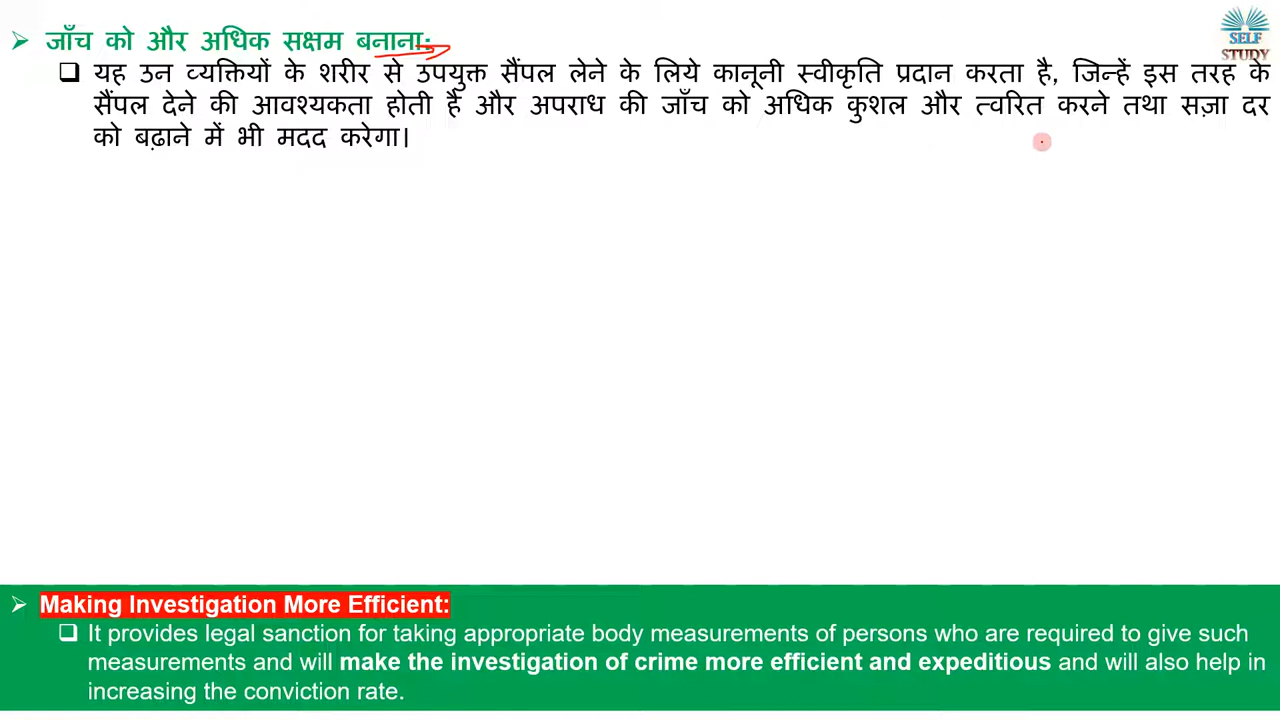 ➢ जाँच को और अधिक सक्षम बनाना:
❑ यह उन व्यक्तियों के शरीर से उपयुक्त सैंपल लेने के लिये कानूनी स्वीकृति प्रदान करता है, जिन्हें इस तरह के
सैंपल देने की आवश्यकता होती है और अपराध की जाँच को अधिक कुशल और त्वरित करने तथा सज़ा दर
को बढ़ाने में भी मदद करेगा।
SELF
STUDY
➢ Making Investigation More Efficient:
❑ It provides legal sanction for taking appropriate body measurements of persons who are required to give such
measurements and will make the investigation of crime more efficient and expeditious and will also help in
increasing the conviction rate.